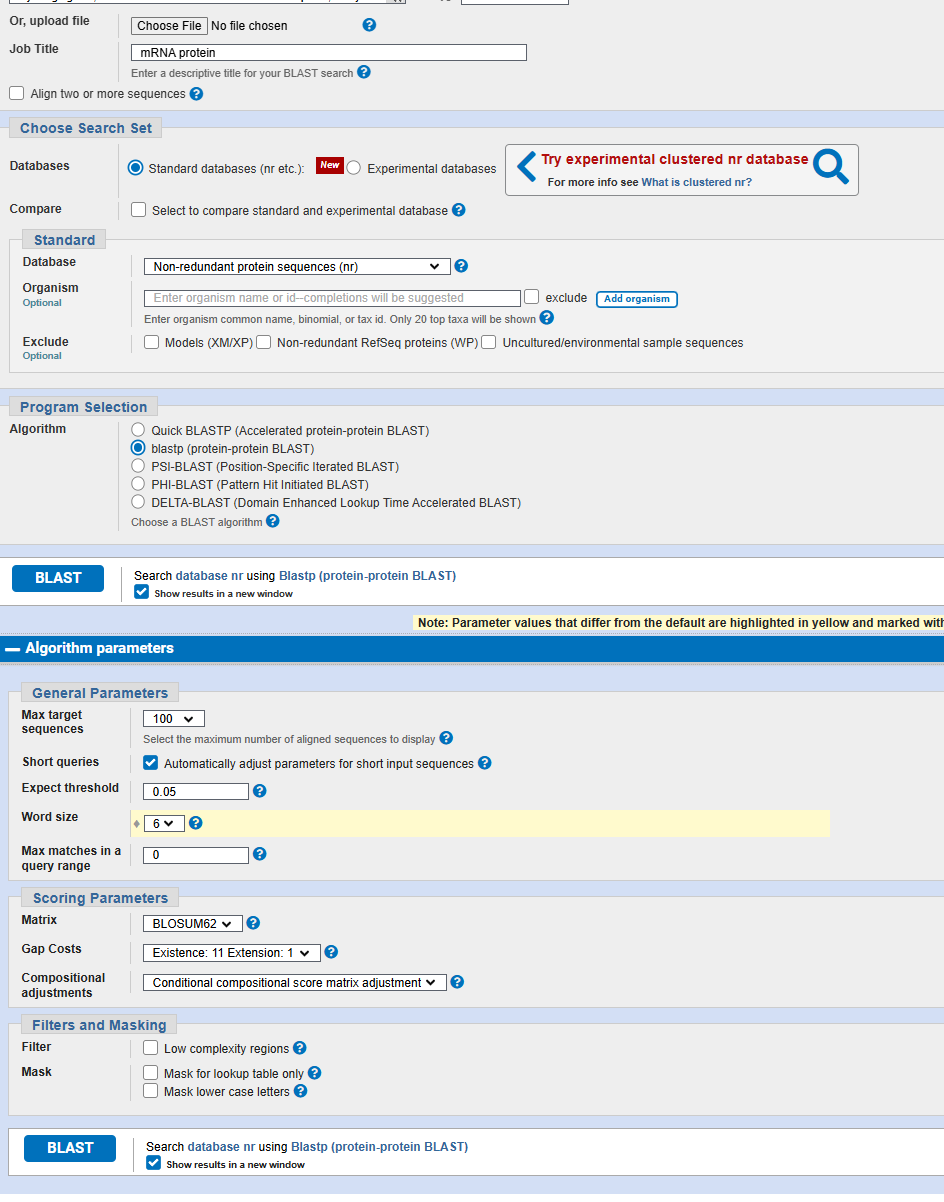 Or, upload file
Choose File No file chosen
Job Title
mRNA protein
Enter a descriptive title for your BLAST search
Align two or more sequences
Choose Search Set
Databases
Standard databases (nr etc.): New Experimental databases
Try experimental clustered nr database
For more info see What is clustered nr?
Compare
Select to compare standard and experimental database
Standard
Database
Non-redundant protein sequences (nr)
Organism
Optional
Enter organism name or id--completions will be suggested exclude Add organism
Enter organism common name, binomial, or tax id. Only 20 top taxa will be shown
Exclude
Optional
Models (XM/XP) Non-redundant RefSeq proteins (WP) Uncultured/environmental sample sequences
Program Selection
Algorithm
Quick BLASTP (Accelerated protein-protein BLAST)
blastp (protein-protein BLAST)
PSI-BLAST (Position-Specific Iterated BLAST)
PHI-BLAST (Pattern Hit Initiated BLAST)
DELTA-BLAST (Domain Enhanced Lookup Time Accelerated BLAST)
Choose a BLAST algorithm
BLAST
Search database nr using Blastp (protein-protein BLAST)
Show results in a new window
Note: Parameter values that differ from the default are highlighted in yellow and marked with
Algorithm parameters
General Parameters
Max target
sequences
100
Select the maximum number of aligned sequences to display
Short queries
Automatically adjust parameters for short input sequences
Expect threshold
0.05
Word size
6
Max matches in a
query range
0
Scoring Parameters
Matrix
BLOSUM62
Gap Costs
Existence: 11 Extension: 1
Compositional
adjustments
Conditional compositional score matrix adjustment
Filters and Masking
Filter
Low complexity regions
Mask
Mask for lookup table only
Mask lower case letters
BLAST
Search database nr using Blastp (protein-protein BLAST)
Show results in a new window